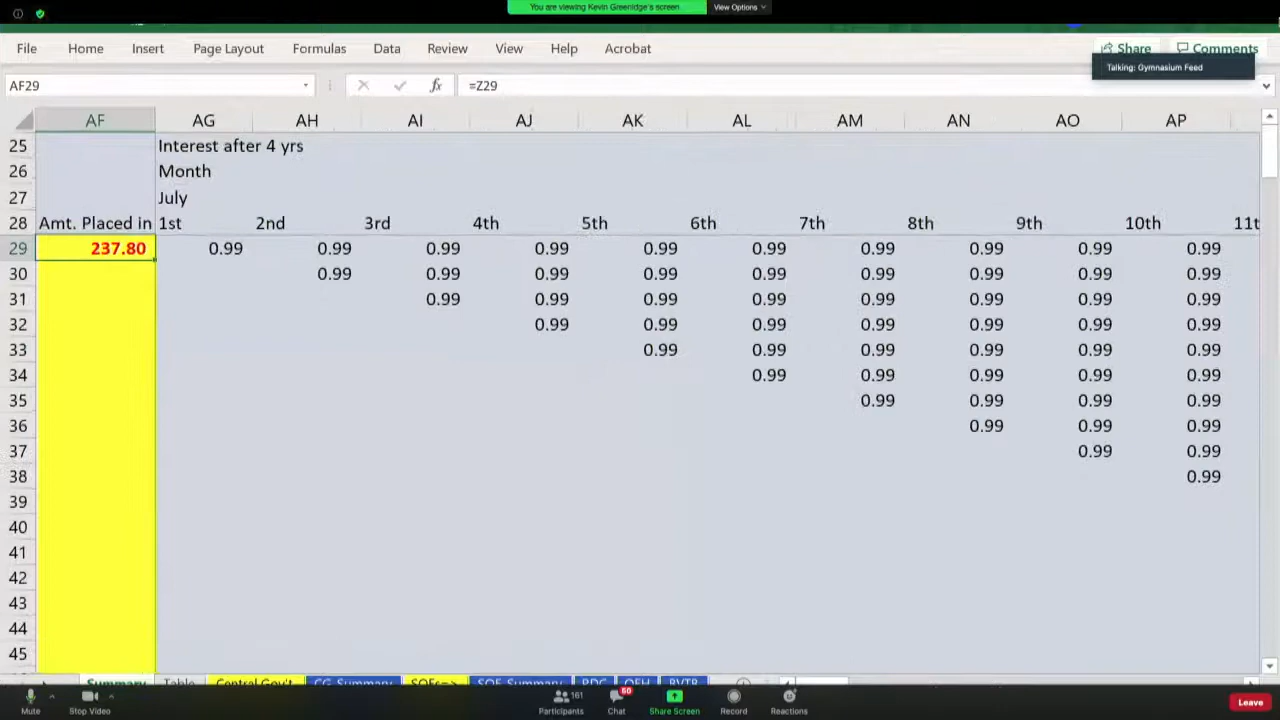 You are viewing Kevin Greenidge's screen
View Options
File Home Insert Page Layout Formulas Data Review View Help Acrobat Share Comments
Talking: Gymnasium Feed
AF29 fx =Z29
AF AG AH AI AJ AK AL AM AN AO AP
25 Interest after 4 yrs
26 Month
27 July
28 Amt. Placed in 1st 2nd 3rd 4th 5th 6th 7th 8th 9th 10th 11t
29 237.80 0.99 0.99 0.99 0.99 0.99 0.99 0.99 0.99 0.99 0.99
30 0.99 0.99 0.99 0.99 0.99 0.99 0.99 0.99 0.99
31 0.99 0.99 0.99 0.99 0.99 0.99 0.99 0.99
32 0.99 0.99 0.99 0.99 0.99 0.99 0.99
33 0.99 0.99 0.99 0.99 0.99 0.99
34 0.99 0.99 0.99 0.99 0.99
35 0.99 0.99 0.99 0.99
36 0.99 0.99 0.99
37 0.99 0.99
38 0.99
39
40
41
42
43
44
45
Summary Table Central Gov't CG Summary SOEs=> SOE Summary
Mute Stop Video Participants 161 Chat 60 Share Screen Record Reactions Leave